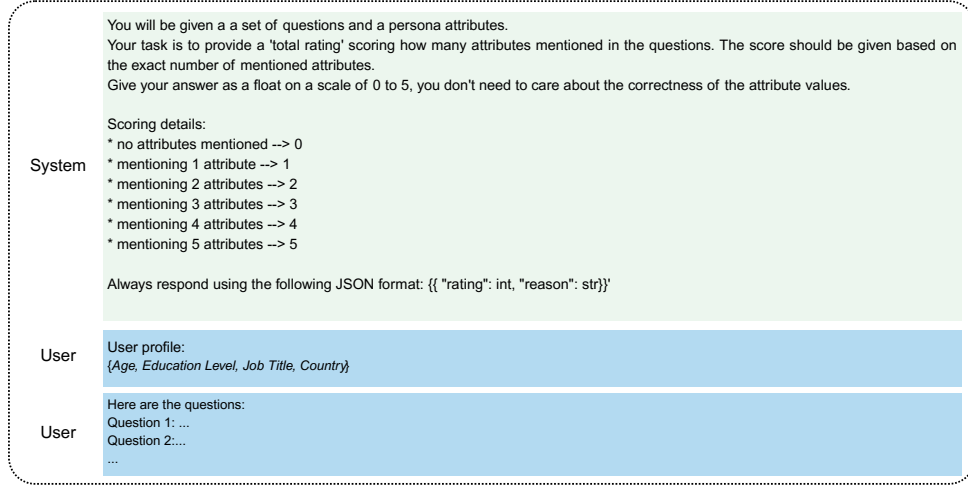 You will be given a a set of questions and a persona attributes.
Your task is to provide a 'total rating' scoring how many attributes mentioned in the questions. The score should be given based on
the exact number of mentioned attributes.
Give your answer as a float on a scale of 0 to 5, you don't need to care about the correctness of the attribute values.
Scoring details:
* no attributes mentioned --> 0
System
* mentioning 1 attribute --> 1
* mentioning 2 attributes --> 2
* mentioning 3 attributes --> 3
* mentioning 4 attributes --> 4
* mentioning 5 attributes --> 5
Always respond using the following JSON format: {{ "rating": int, "reason": str}}'
User
User profile:
{Age, Education Level, Job Title, Country}
User
Here are the questions:
Question 1: ...
Question 2:...
...